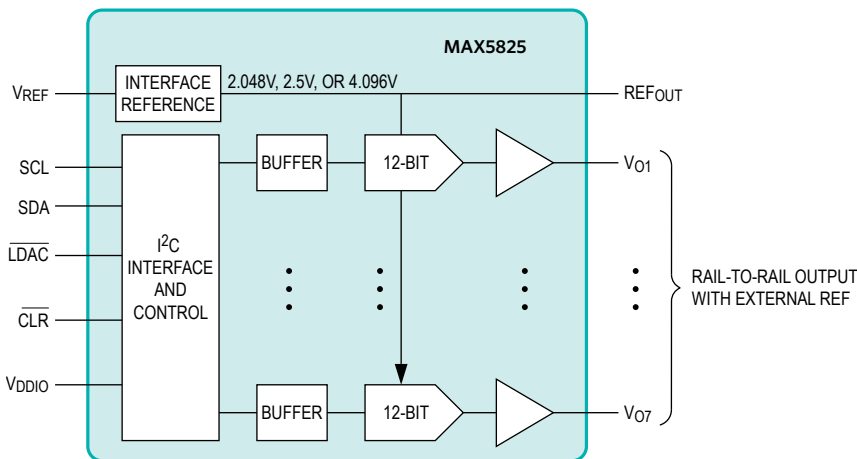 MAX5825
VREF
INTERFACE
REFERENCE
2.048V, 2.5V, OR 4.096V
REFOUT
SCL
SDA
LDAC
CLR
VDDIO
I2C
INTERFACE
AND
CONTROL
BUFFER
12-BIT
VO1
RAIL-TO-RAIL OUTPUT
WITH EXTERNAL REF
BUFFER
12-BIT
VO7